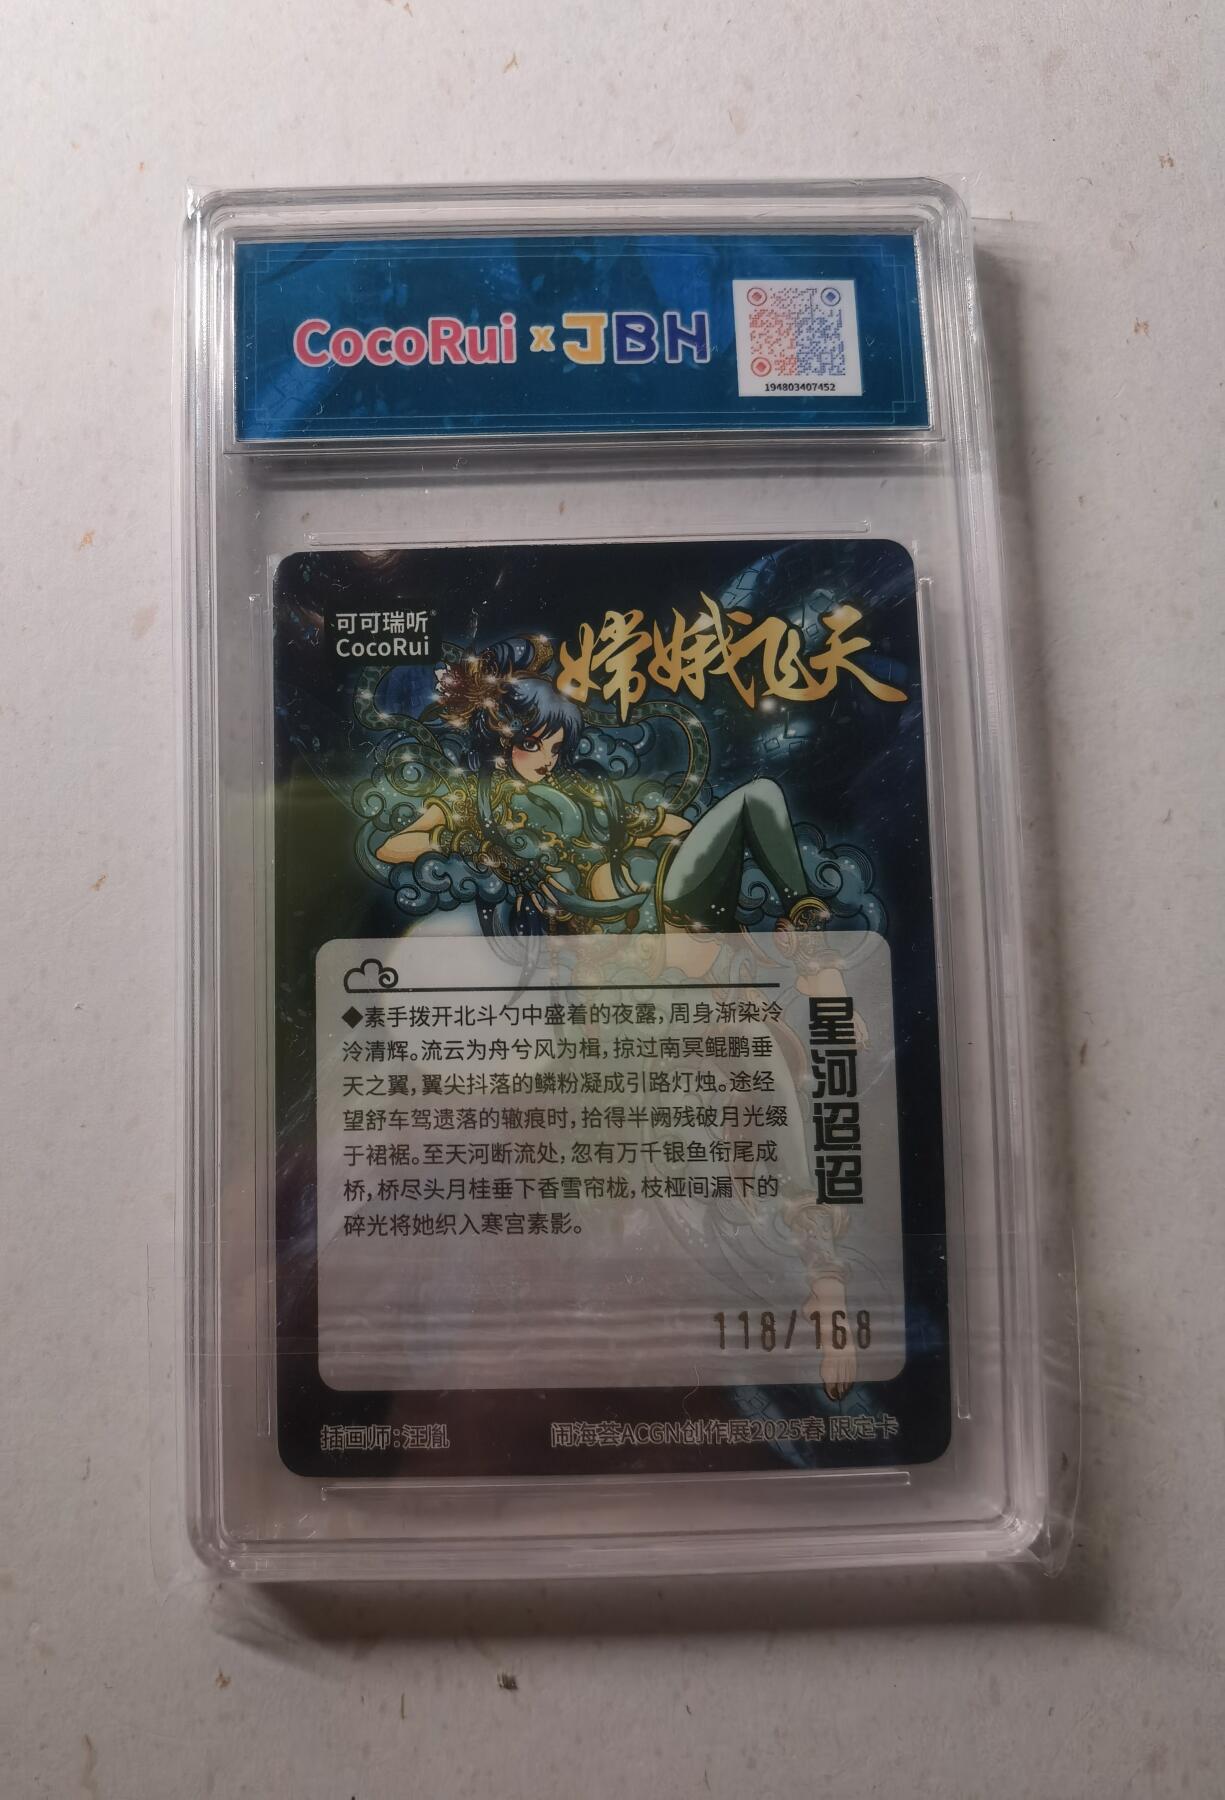 CocoRui x JBH
194803407452
可可瑞听®
CocoRui
嫦娥飞天
◆素手拨开北斗勺中盛着的夜露,周身渐染泠
泠清辉。流云为舟兮风为楫,掠过南冥鲲鹏垂
天之翼,翼尖抖落的鳞粉凝成引路灯烛。途经
望舒车驾遗落的辙痕时,拾得半阙残破月光缀
于裙裾。至天河断流处,忽有万千银鱼衔尾成
桥,桥尽头月桂垂下香雪帘栊,枝桠间漏下的
碎光将她织入寒宫素影。
星河迢迢
118/168
插画师:汪胤
闹海荟ACGN创作展2025春 限定卡